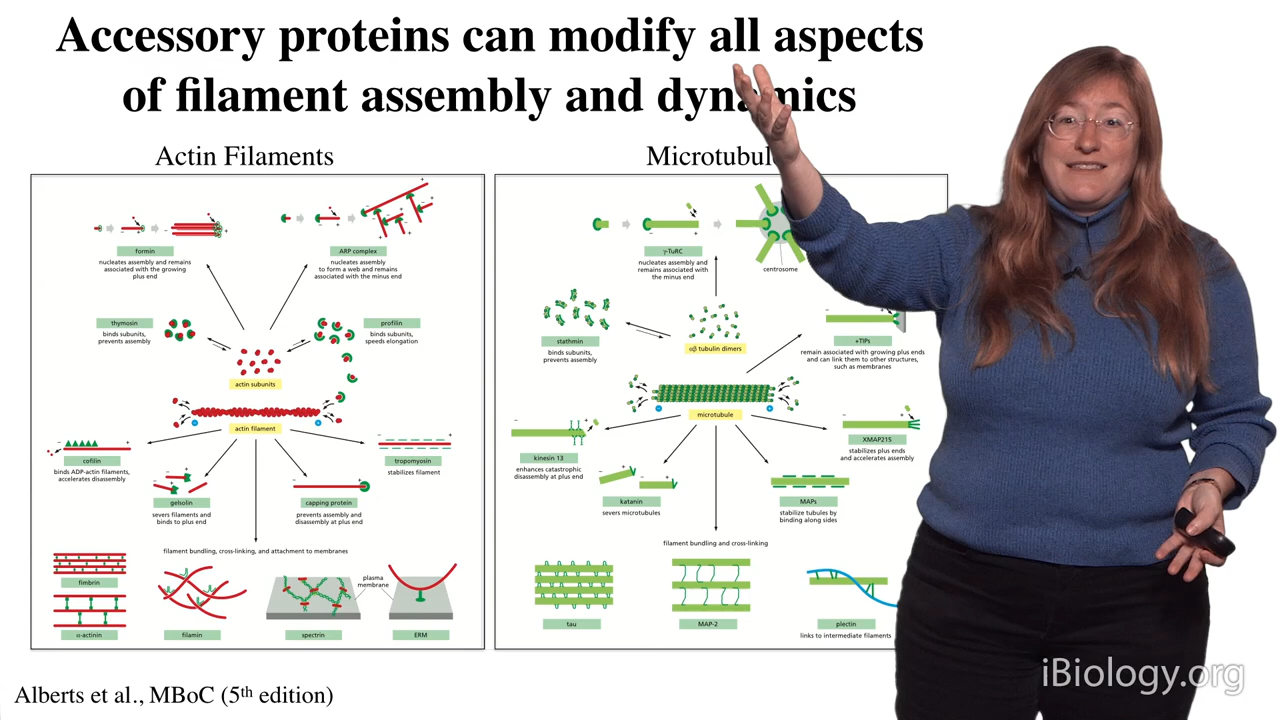 Accessory proteins can modify all aspects
of filament assembly and dynamics
Actin Filaments
formin
nucleates assembly and remains
associated with the growing
plus end
ARP complex
nucleates assembly
to form a web and remains
associated with the minus end
thymosin
binds subunits,
prevents assembly
profilin
binds subunits,
speeds elongation
actin subunits
actin filament
cofilin
binds ADP-actin filaments,
accelerates disassembly
gelsolin
severs filaments and
binds to plus end
capping protein
prevents assembly and
disassembly at plus end
tropomyosin
stabilizes filament
filament bundling, cross-linking, and attachment to membranes
fimbrin
α-actinin
filamin
spectrin
plasma
membrane
ERM
γ-TuRC
nucleates assembly and
remains associated with
the minus end
centrosome
stathmin
binds subunits,
prevents assembly
αβ tubulin dimers
+TIPs
remain associated with growing plus ends
and can link them to other structures,
such as membranes
microtubule
kinesin 13
enhances catastrophic
disassembly at plus end
katanin
severs microtubules
MAPs
stabilize tubules by
binding along sides
XMAP215
stabilizes plus ends
and accelerates assembly
filament bundling and cross-linking
tau
MAP-2
plectin
links to intermediate filaments
Alberts et al., MBoC (5th edition)
iBiology.org